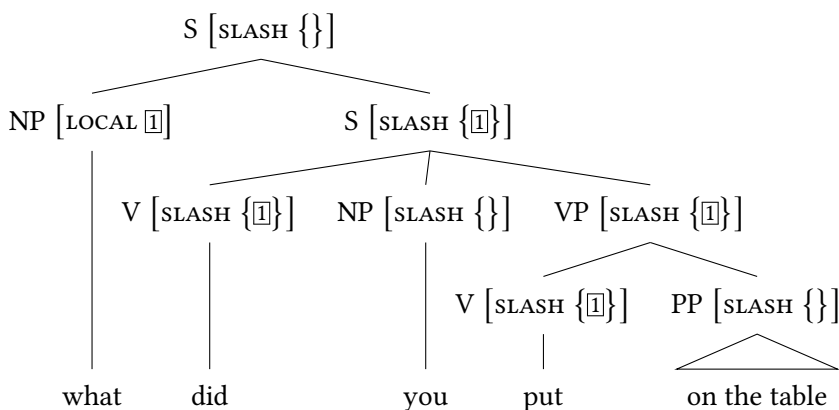 S [SLASH {}]
NP [LOCAL 1] S [SLASH {1}]
V [SLASH {1}] NP [SLASH {}] VP [SLASH {1}]
V [SLASH {1}] PP [SLASH {}]
what did you put on the table